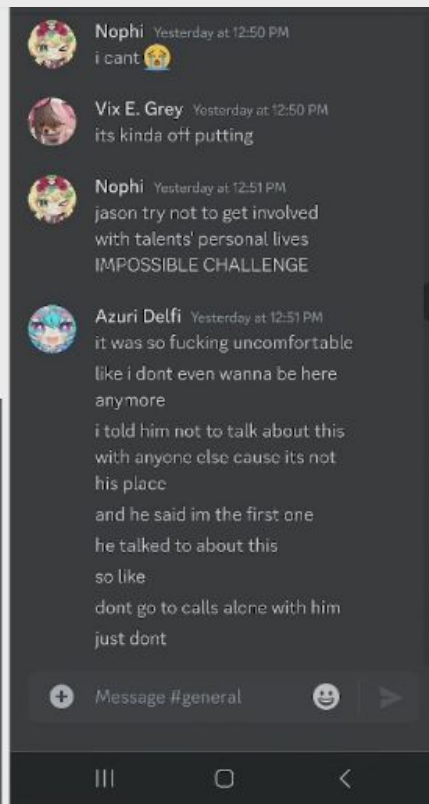 Nophi Yesterday at 12:50 PM
i cant 😭
Vix E. Grey Yesterday at 12:50 PM
its kinda off putting
Nophi Yesterday at 12:51 PM
jason try not to get involved
with talents' personal lives
IMPOSSIBLE CHALLENGE
Azuri Delfi Yesterday at 12:51 PM
it was so fucking uncomfortable
like i dont even wanna be here
anymore
i told him not to talk about this
with anyone else cause its not
his place
and he said im the first one
he talked to about this
so like
dont go to calls alone with him
just dont
Message #general